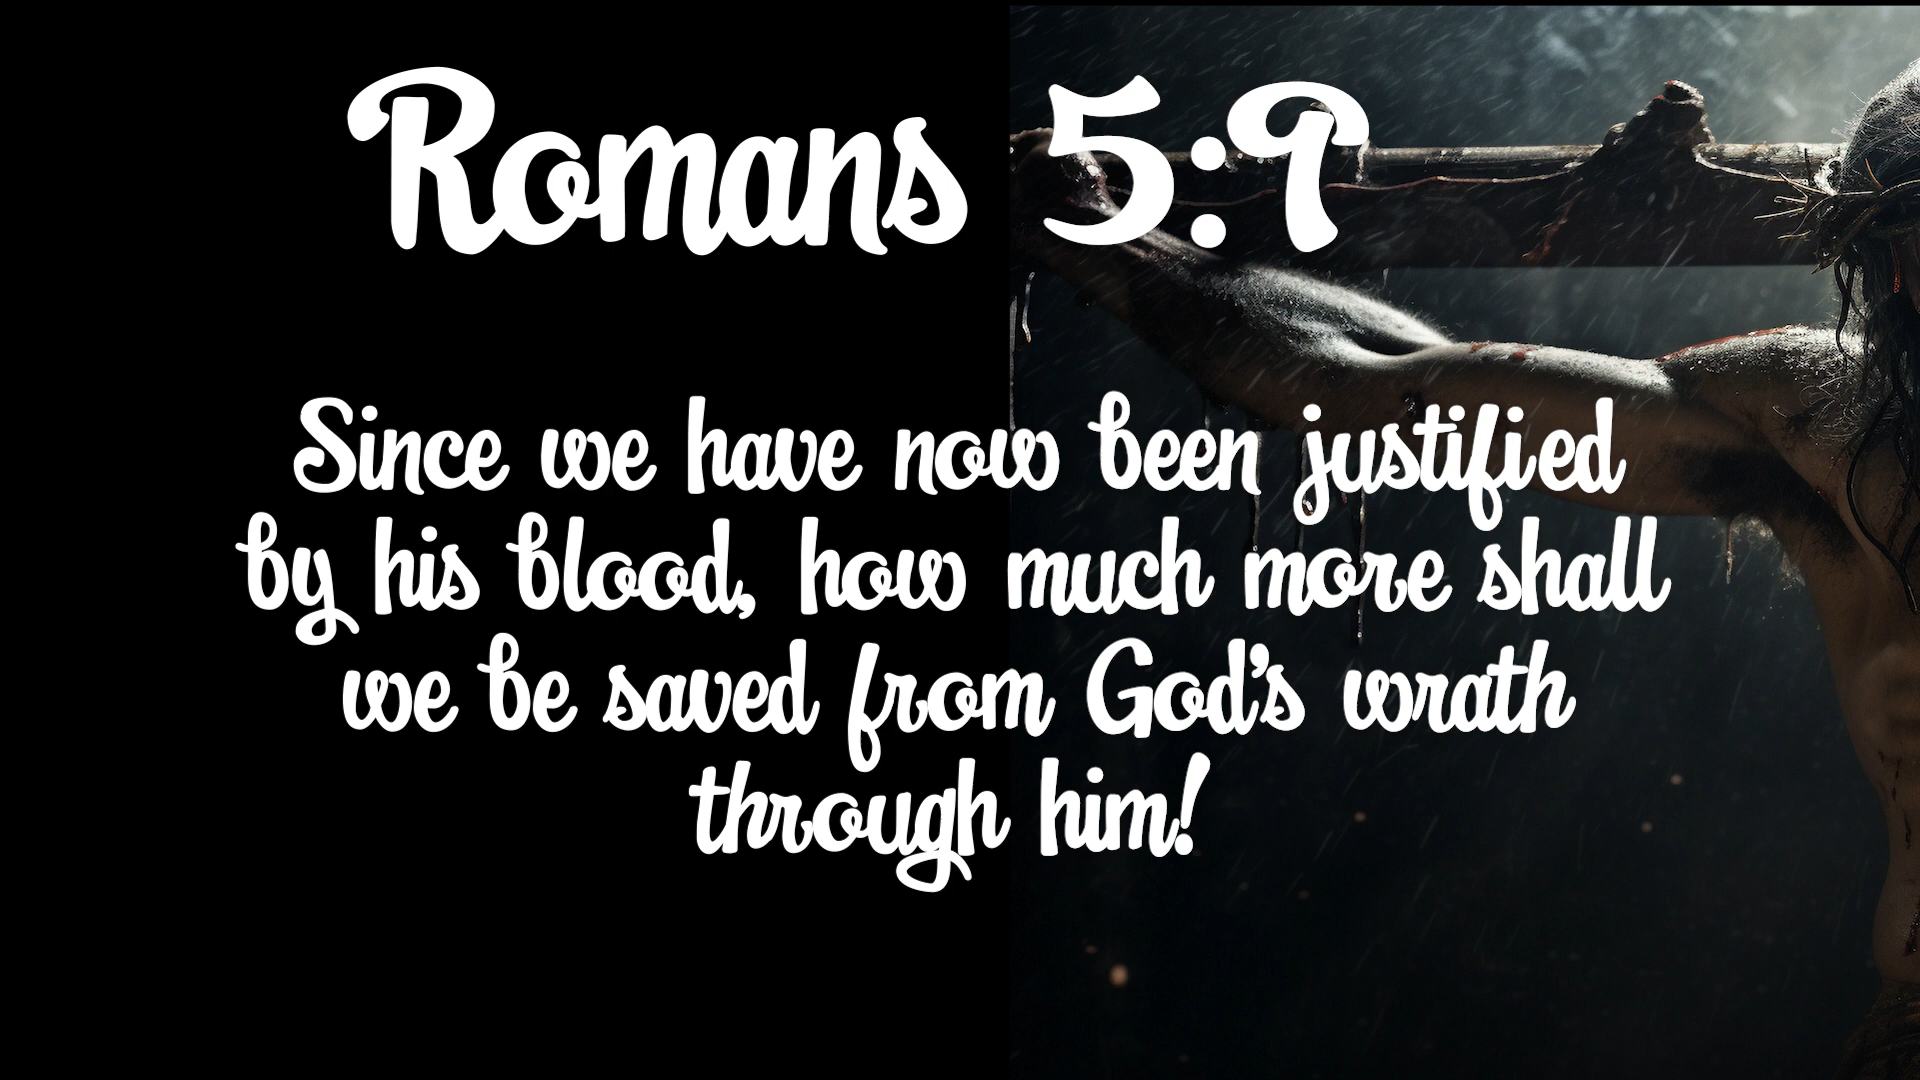 Romans 5:9
Since we have now been justified
by his blood, how much more shall
we be saved from God's wrath
through him!